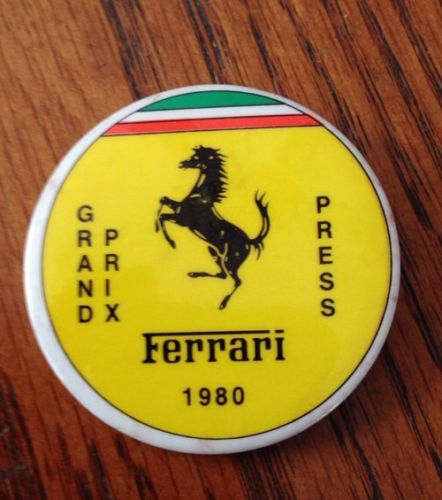 GRAND
PRIX
PRESS
Ferrari
1980